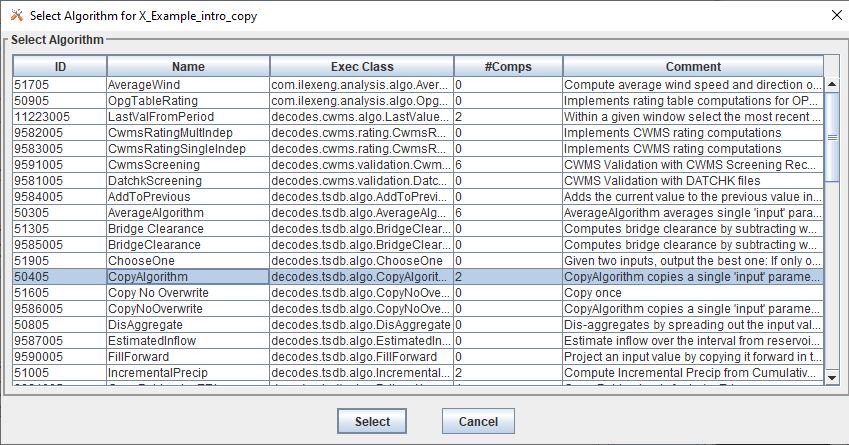 Select Algorithm for X_Example_intro_copy
Select Algorithm
ID Name Exec Class #Comps Comment
51705 AverageWind com.ilexeng.analysis.algo.Aver... 0 Compute average wind speed and direction o...
50905 OpgTableRating com.ilexeng.analysis.algo.Opg... 0 Implements rating table computations for OP...
11223005 LastValFromPeriod decodes.cwms.algo.LastValue... 2 Within a given window select the most recent ...
9582005 CwmsRatingMultIndep decodes.cwms.rating.CwmsR... 0 Implements CWMS rating computations
9583005 CwmsRatingSingleIndep decodes.cwms.rating.CwmsR... 0 Implements CWMS rating computations
9591005 CwmsScreening decodes.cwms.validation.Cwm... 6 CWMS Validation with CWMS Screening Rec...
9581005 DatchkScreening decodes.cwms.validation.Datc... 0 CWMS Validation with DATCHK files
9584005 AddToPrevious decodes.tsdb.algo.AddToPrevi... 0 Adds the current value to the previous value in...
50305 AverageAlgorithm decodes.tsdb.algo.AverageAlg... 6 AverageAlgorithm averages single 'input' para...
51305 Bridge Clearance decodes.tsdb.algo.BridgeClear... 0 Computes bridge clearance by subtracting w...
9585005 BridgeClearance decodes.tsdb.algo.BridgeClear... 0 Computes bridge clearance by subtracting w...
51905 ChooseOne decodes.tsdb.algo.ChooseOne 0 Given two inputs, output the best one: If only o...
50405 CopyAlgorithm decodes.tsdb.algo.CopyAlgorit... 2 CopyAlgorithm copies a single 'input' parame...
51605 Copy No Overwrite decodes.tsdb.algo.CopyNoOve... 0 Copy once
9586005 CopyNoOverwrite decodes.tsdb.algo.CopyNoOve... 0 CopyAlgorithm copies a single 'input' parame...
50805 DisAggregate decodes.tsdb.algo.DisAggregate 0 Dis-aggregates by spreading out the input val...
9587005 EstimatedInflow decodes.tsdb.algo.EstimatedIn... 0 Estimate inflow over the interval from reservoi...
9590005 FillForward decodes.tsdb.algo.FillForward 0 Project an input value by copying it forward in t...
51005 IncrementalPrecip decodes.tsdb.algo.Incremental... 2 Compute Incremental Precip from Cumulativ...
Select Cancel